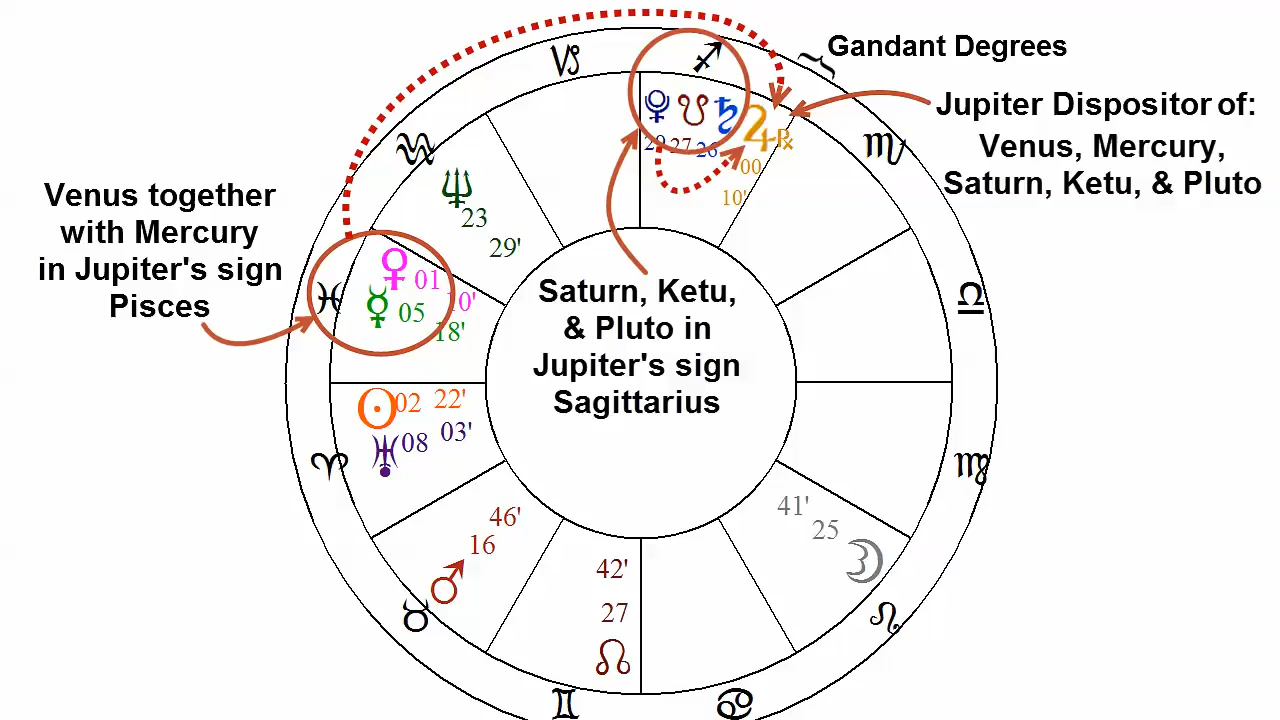 Gandant Degrees
Jupiter Dispositor of:
Venus, Mercury,
Saturn, Ketu, & Pluto
Venus together
with Mercury
in Jupiter's sign
Pisces
Saturn, Ketu,
& Pluto in
Jupiter's sign
Sagittarius
29 27 26
00
10'
23
29'
01 10'
05 18'
02 22'
08 03'
46'
16
42'
27
41'
25